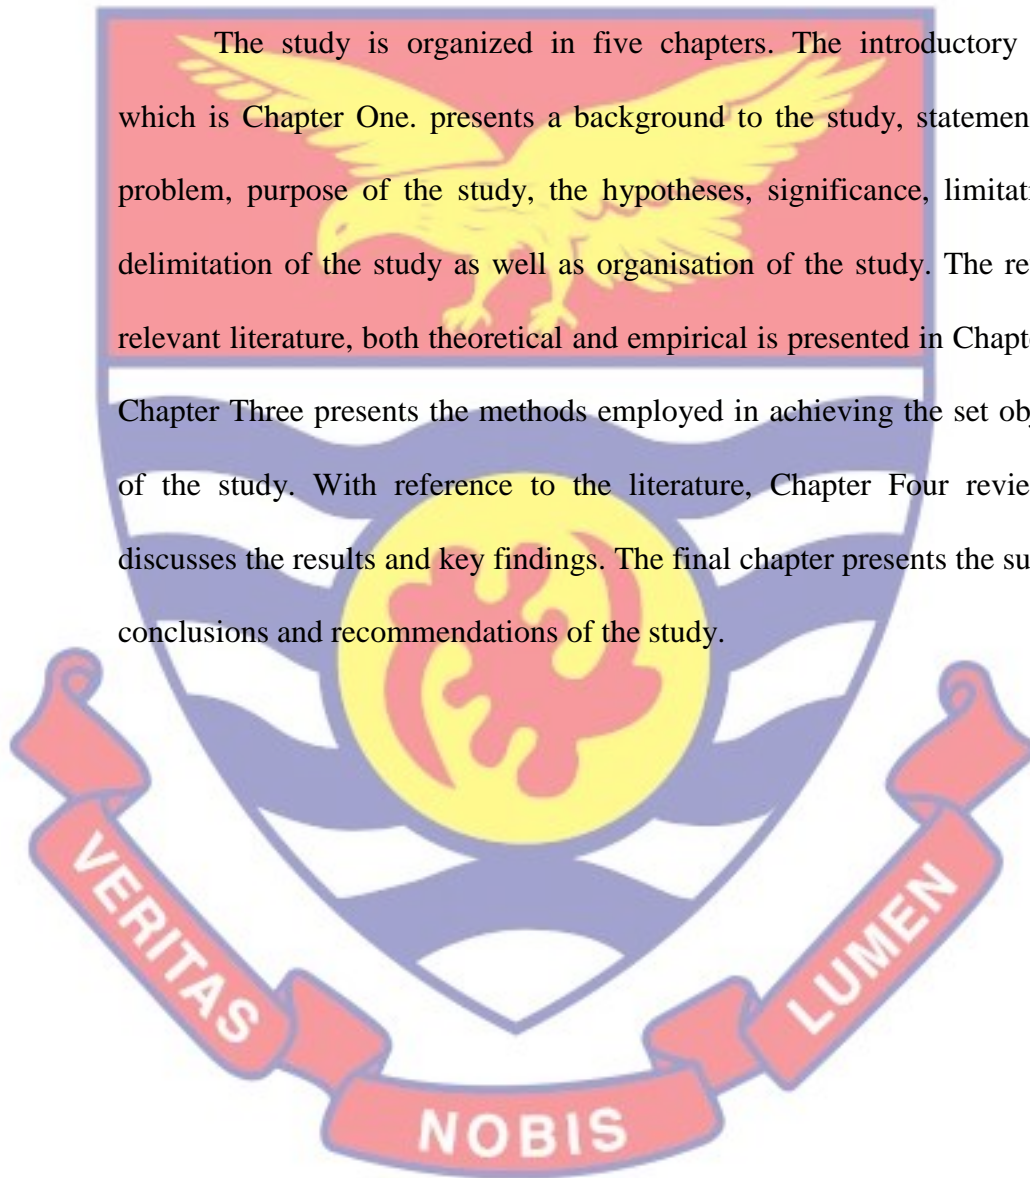 The study is organized in five chapters. The introductory
which is Chapter One. presents a background to the study, statemen
problem, purpose of the study, the hypotheses, significance, limitati
delimitation of the study as well as organisation of the study. The re
relevant literature, both theoretical and empirical is presented in Chapt
Chapter Three presents the methods employed in achieving the set obj
of the study. With reference to the literature, Chapter Four revie
discusses the results and key findings. The final chapter presents the su
conclusions and recommendations of the study.
VERITAS
NOBIS
LUMEN